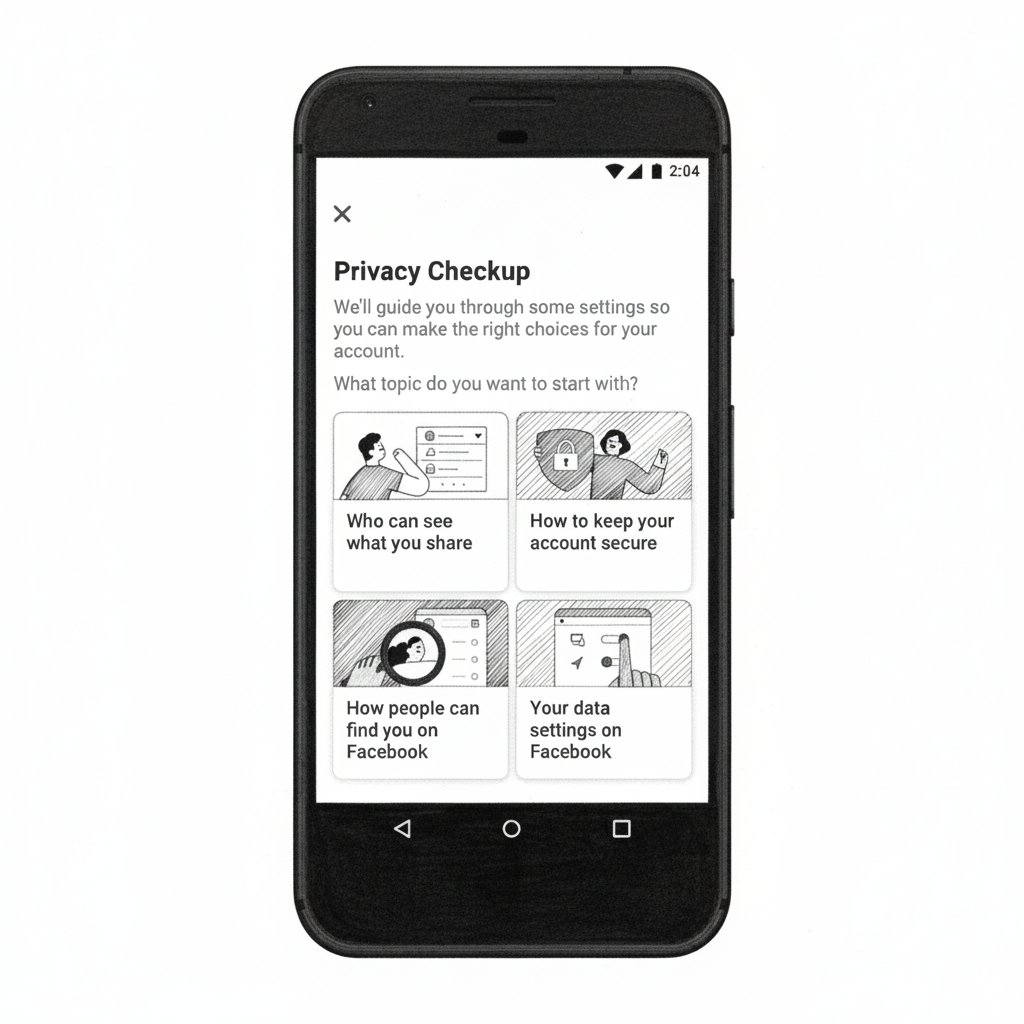 2:04
Privacy Checkup
We'll guide you through some settings so
you can make the right choices for your
account.
What topic do you want to start with?
Who can see
what you share
How to keep your
account secure
How people can
find you on
Facebook
Your data
settings on
Facebook